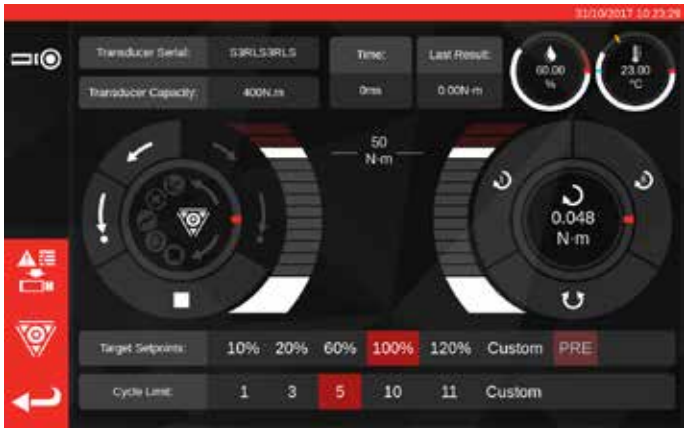 31/10/2017 10:23:29
Transducer Serial: S3RLS3RLS Time: Last Result:
Transducer Capacity: 400N.m 0ms 0.00N·m
60.00
%
23.00
°C
50
N·m
0.048
N·m
Target Setpoints: 10% 20% 60% 100% 120% Custom PRE
Cycle Limit: 1 3 5 10 11 Custom